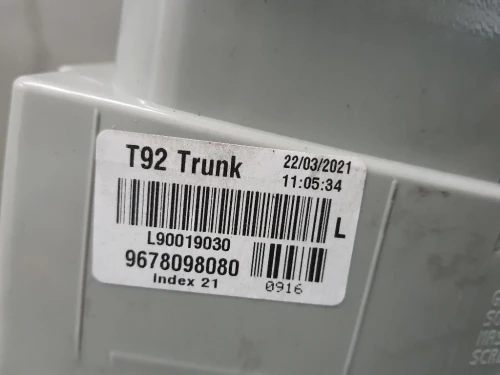 T92 Trunk 22/03/2021
11:05:34
L
L90019030
9678098080
Index 21
0916